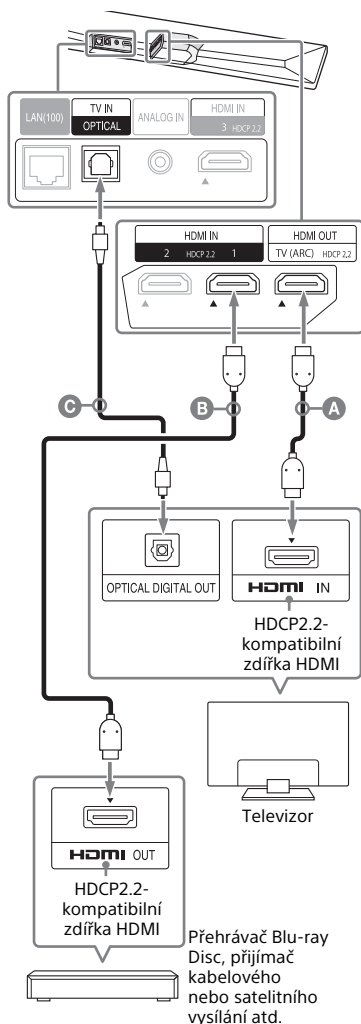 LAN(100)
TV IN
OPTICAL
ANALOG IN
HDMI IN
3 HDCP 2.2
HDMI IN
2 HDCP 2.2 1
HDMI OUT
TV (ARC) HDCP 2.2
C
B
A
OPTICAL DIGITAL OUT
HDMI IN
HDCP2.2-
kompatibilní
zdířka HDMI
Televizor
HDMI OUT
HDCP2.2-
kompatibilní
zdířka HDMI
Přehrávač Blu-ray
Disc, přijímač
kabelového
nebo satelitního
vysílání atd.